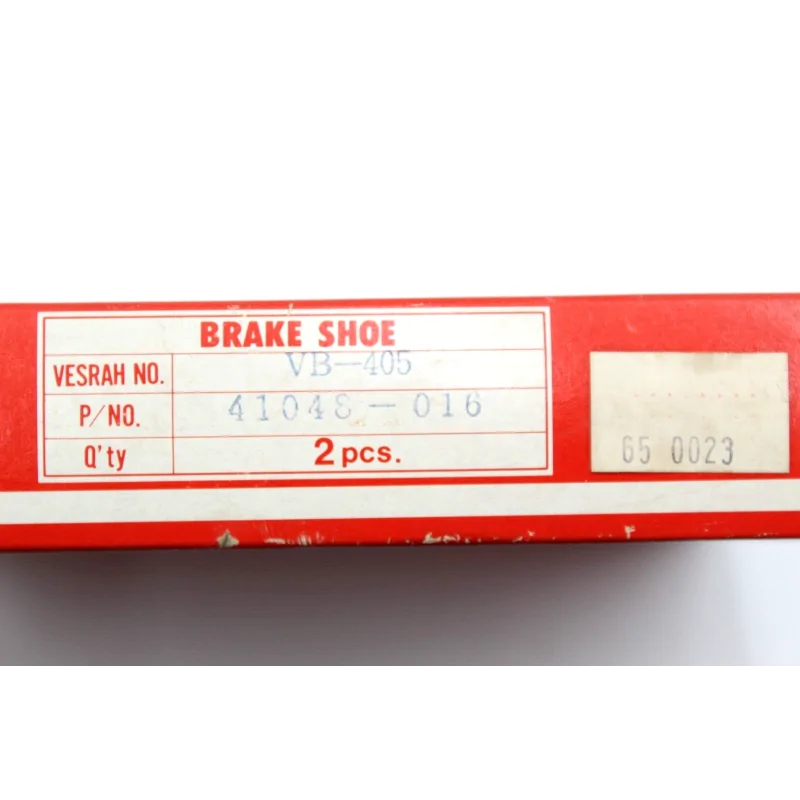 BRAKE SHOE
VESRAH NO. VB-405
P/NO. 41048-016
Q'ty 2 pcs.
65 0023